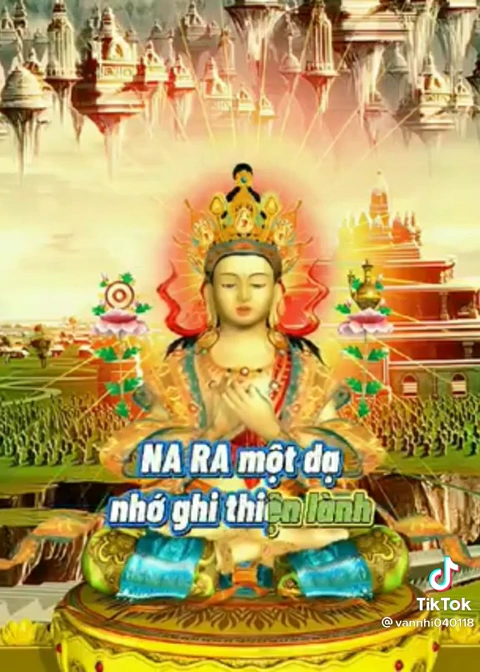 NA RA một dạ
nhớ ghi thiện lành
TikTok
@vannhi040118